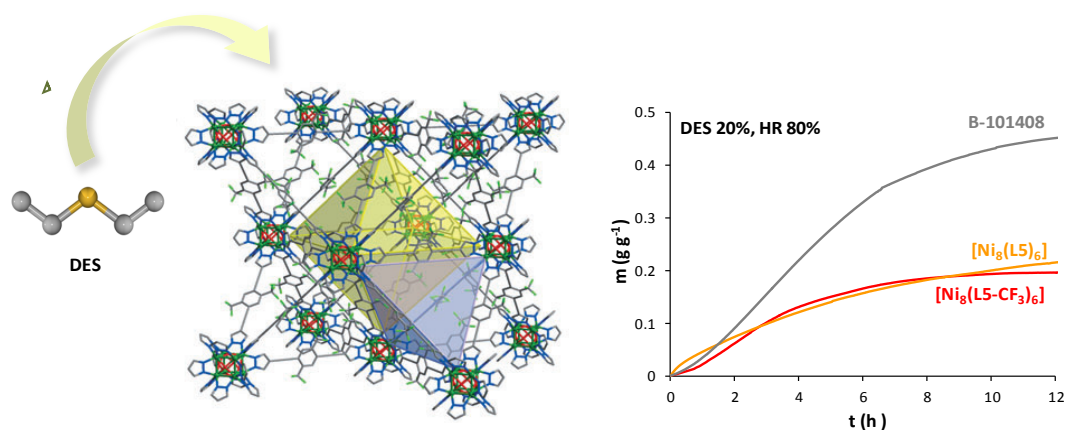 DES
DES 20%, HR 80%
B-101408
[Ni₈(L5)₆]
[Ni₈(L5-CF₃)₆]
m (g g⁻¹)
0.5
0.4
0.3
0.2
0.1
0
0 2 4 6 8 10 12
t (h )